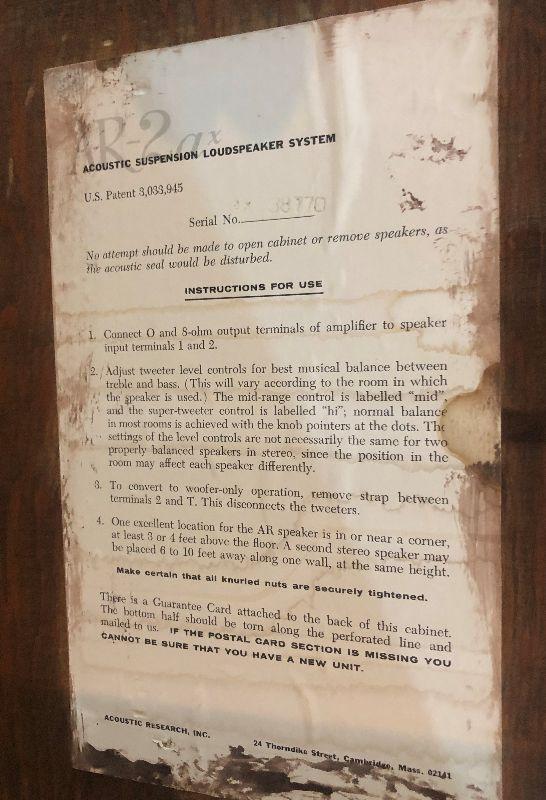 AR-2ax
ACOUSTIC SUSPENSION LOUDSPEAKER SYSTEM
U.S. Patent 3,033,945
Serial No. 38770
No attempt should be made to open cabinet or remove speakers, as
the acoustic seal would be disturbed.
INSTRUCTIONS FOR USE
1. Connect O and 8-ohm output terminals of amplifier to speaker
input terminals 1 and 2.
2. Adjust tweeter level controls for best musical balance between
treble and bass. (This will vary according to the room in which
the speaker is used.) The mid-range control is labelled "mid",
and the super-tweeter control is labelled "hi"; normal balance
in most rooms is achieved with the knob pointers at the dots. The
settings of the level controls are not necessarily the same for two
properly balanced speakers in stereo, since the position in the
room may affect each speaker differently.
3. To convert to woofer-only operation, remove strap between
terminals 2 and T. This disconnects the tweeters.
4. One excellent location for the AR speaker is in or near a corner,
at least 3 or 4 feet above the floor. A second stereo speaker may
be placed 6 to 10 feet away along one wall, at the same height.
Make certain that all knurled nuts are securely tightened.
There is a Guarantee Card attached to the back of this cabinet.
The bottom half should be torn along the perforated line and
mailed to us. IF THE POSTAL CARD SECTION IS MISSING YOU
CANNOT BE SURE THAT YOU HAVE A NEW UNIT.
ACOUSTIC RESEARCH, INC. 24 Thorndike Street, Cambridge, Mass. 02141